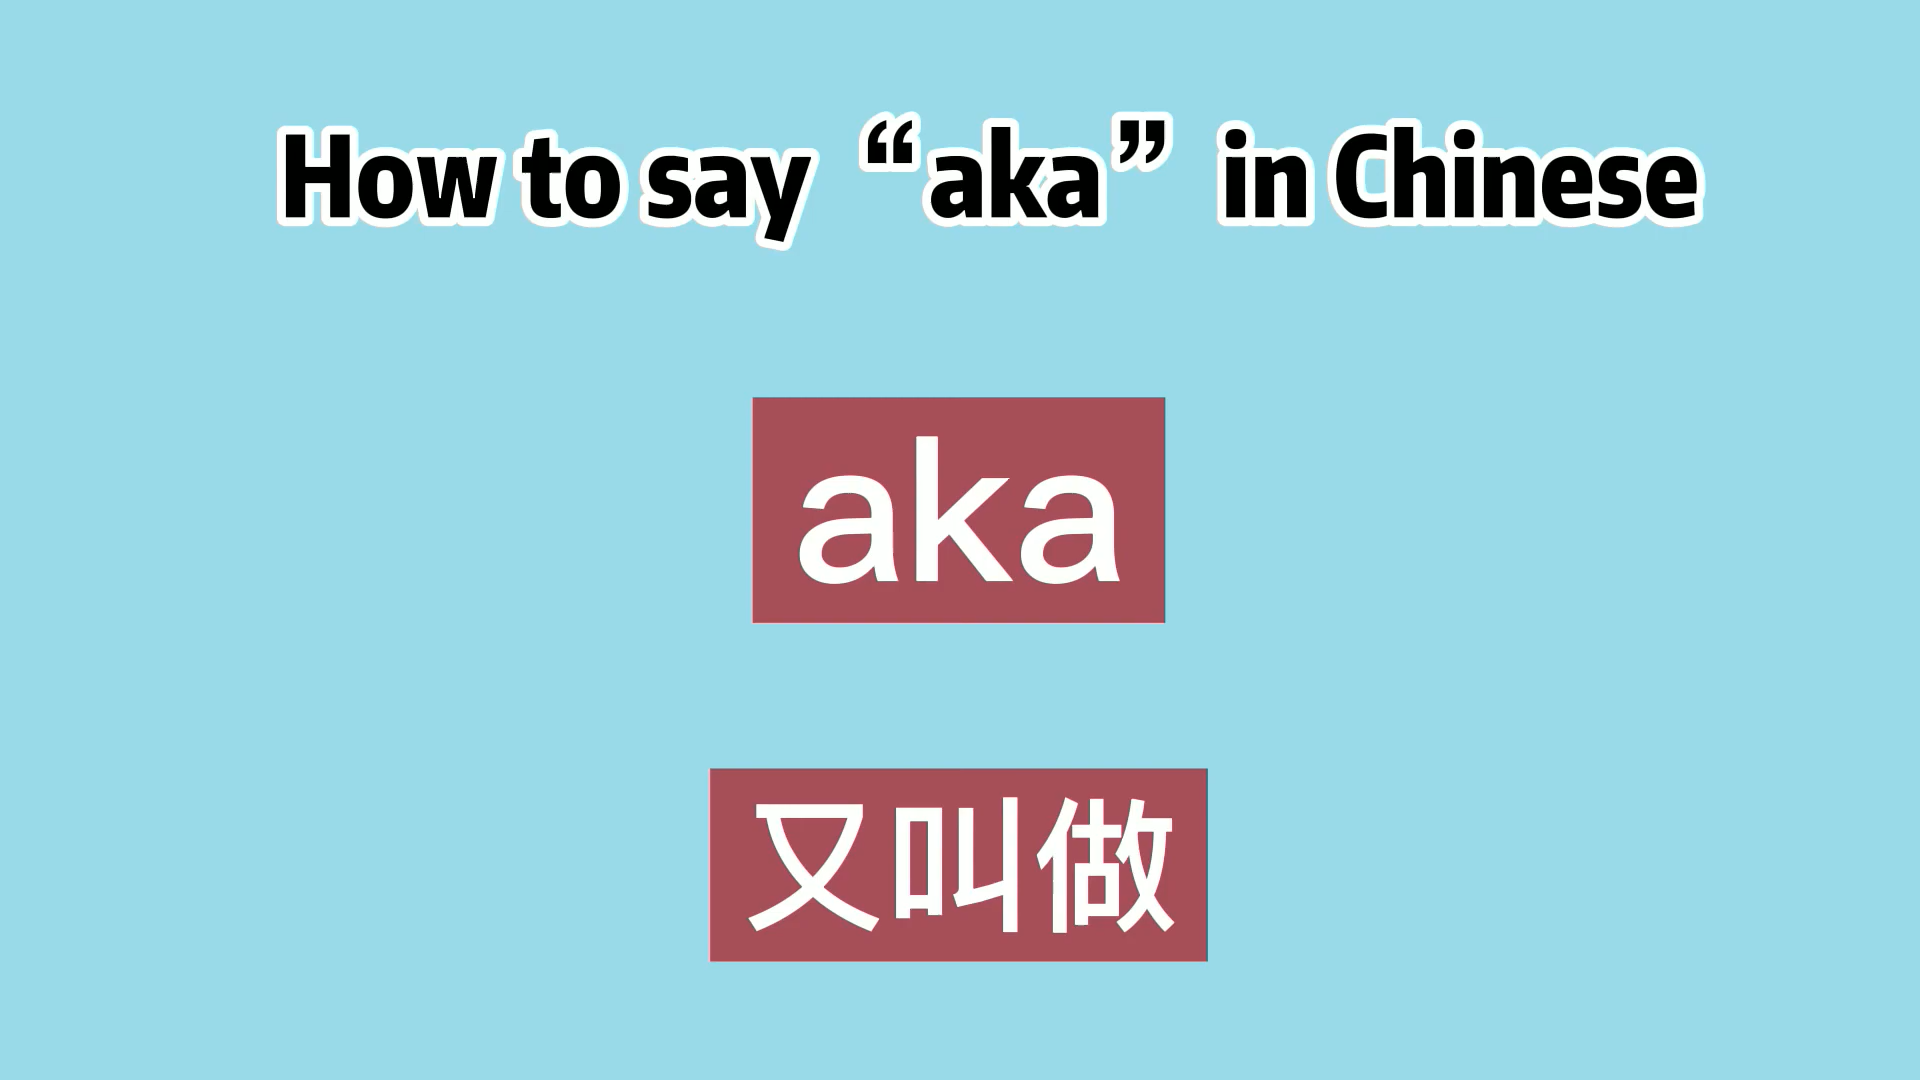 How to say “aka” in Chinese
aka
又叫做